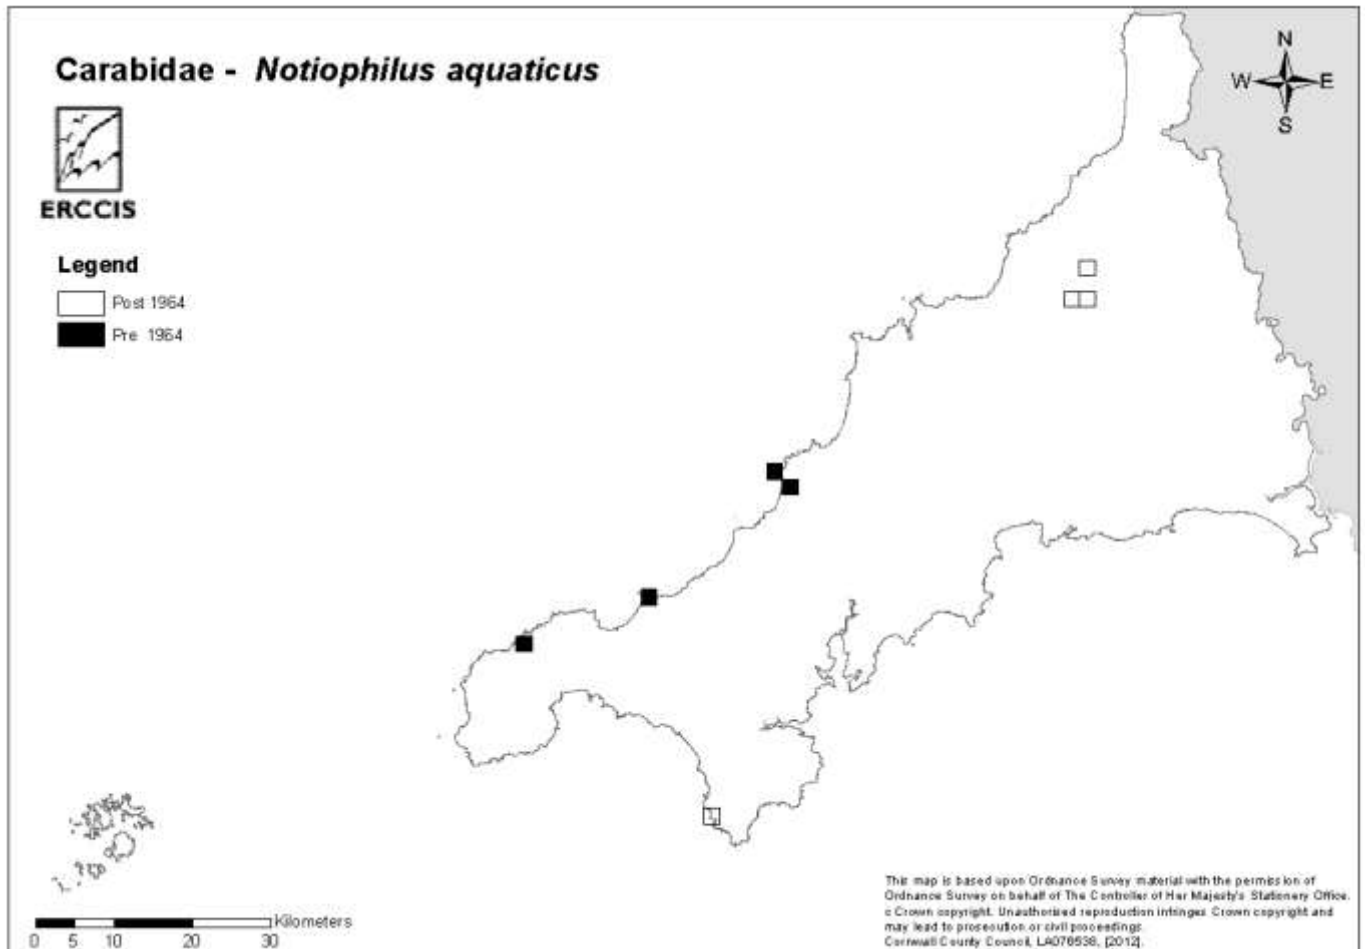 Carabidae - Notiophilus aquaticus
N
W E
S
ERCCIS
Legend
Post 1964
Pre 1964
Kilometers
0 5 10 20 30
This map is based upon Ordnance Survey material with the permission of
Ordnance Survey on behalf of The Controller of Her Majesty's Stationery Office.
c Crown copyright. Unauthorised reproduction infringes Crown copyright and
may lead to prosecution or civil proceedings.
Cornwall County Council, LA076538, [2012].